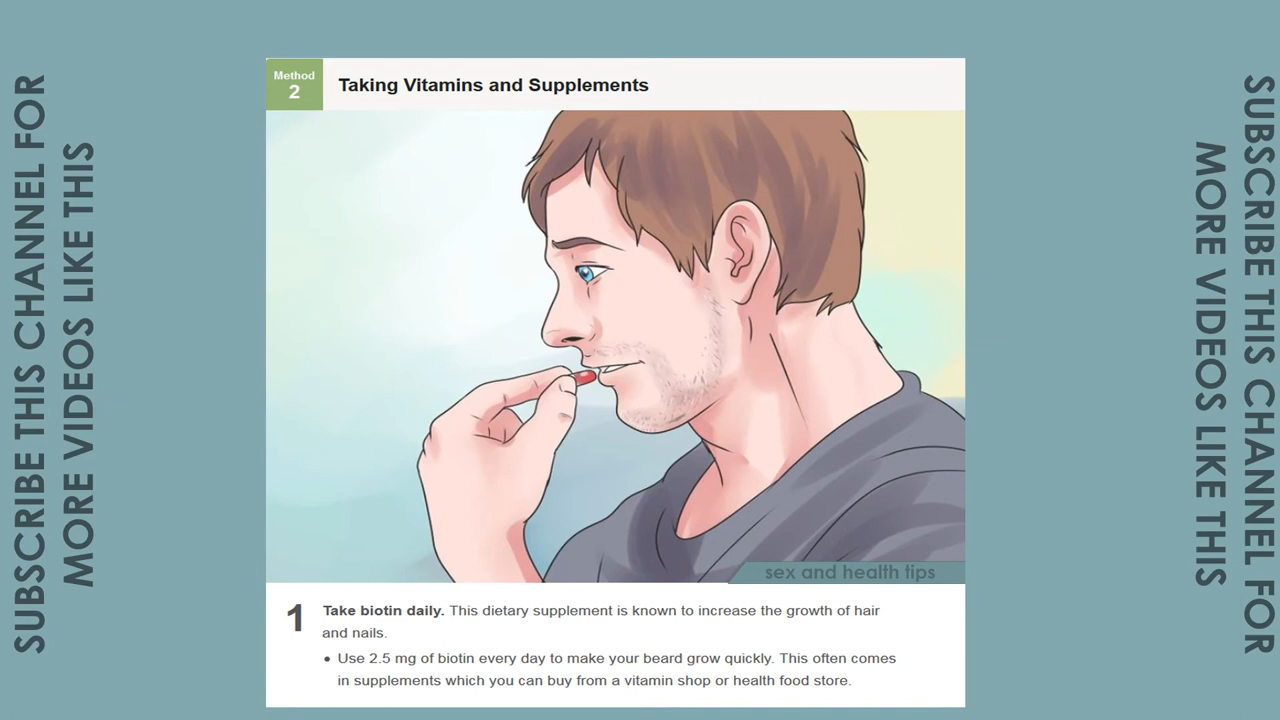 SUBSCRIBE THIS CHANNEL FOR
MORE VIDEOS LIKE THIS
Method
2
Taking Vitamins and Supplements
sex and health tips
1
Take biotin daily. This dietary supplement is known to increase the growth of hair
and nails.
• Use 2.5 mg of biotin every day to make your beard grow quickly. This often comes
in supplements which you can buy from a vitamin shop or health food store.
SUBSCRIBE THIS CHANNEL FOR
MORE VIDEOS LIKE THIS